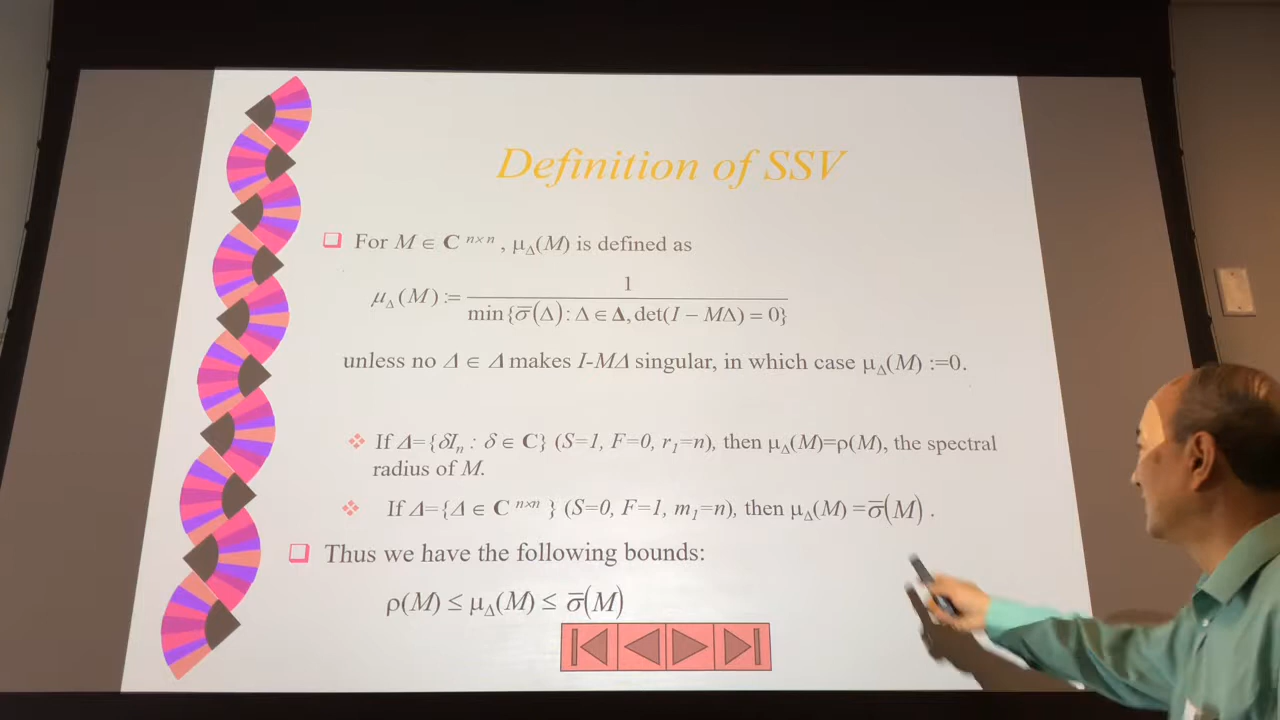 Definition of SSV
For M ∈ C n×n , μΔ(M) is defined as
μΔ(M) := 1 / min{σ̅(Δ) : Δ ∈ Δ, det(I − MΔ) = 0}
unless no Δ ∈ Δ makes I-MΔ singular, in which case μΔ(M) :=0.
If Δ={δIn : δ ∈ C} (S=1, F=0, r1=n), then μΔ(M)=ρ(M), the spectral
radius of M.
If Δ={Δ ∈ C n×n } (S=0, F=1, m1=n), then μΔ(M) =σ̅(M) .
Thus we have the following bounds:
ρ(M) ≤ μΔ(M) ≤ σ̅(M)